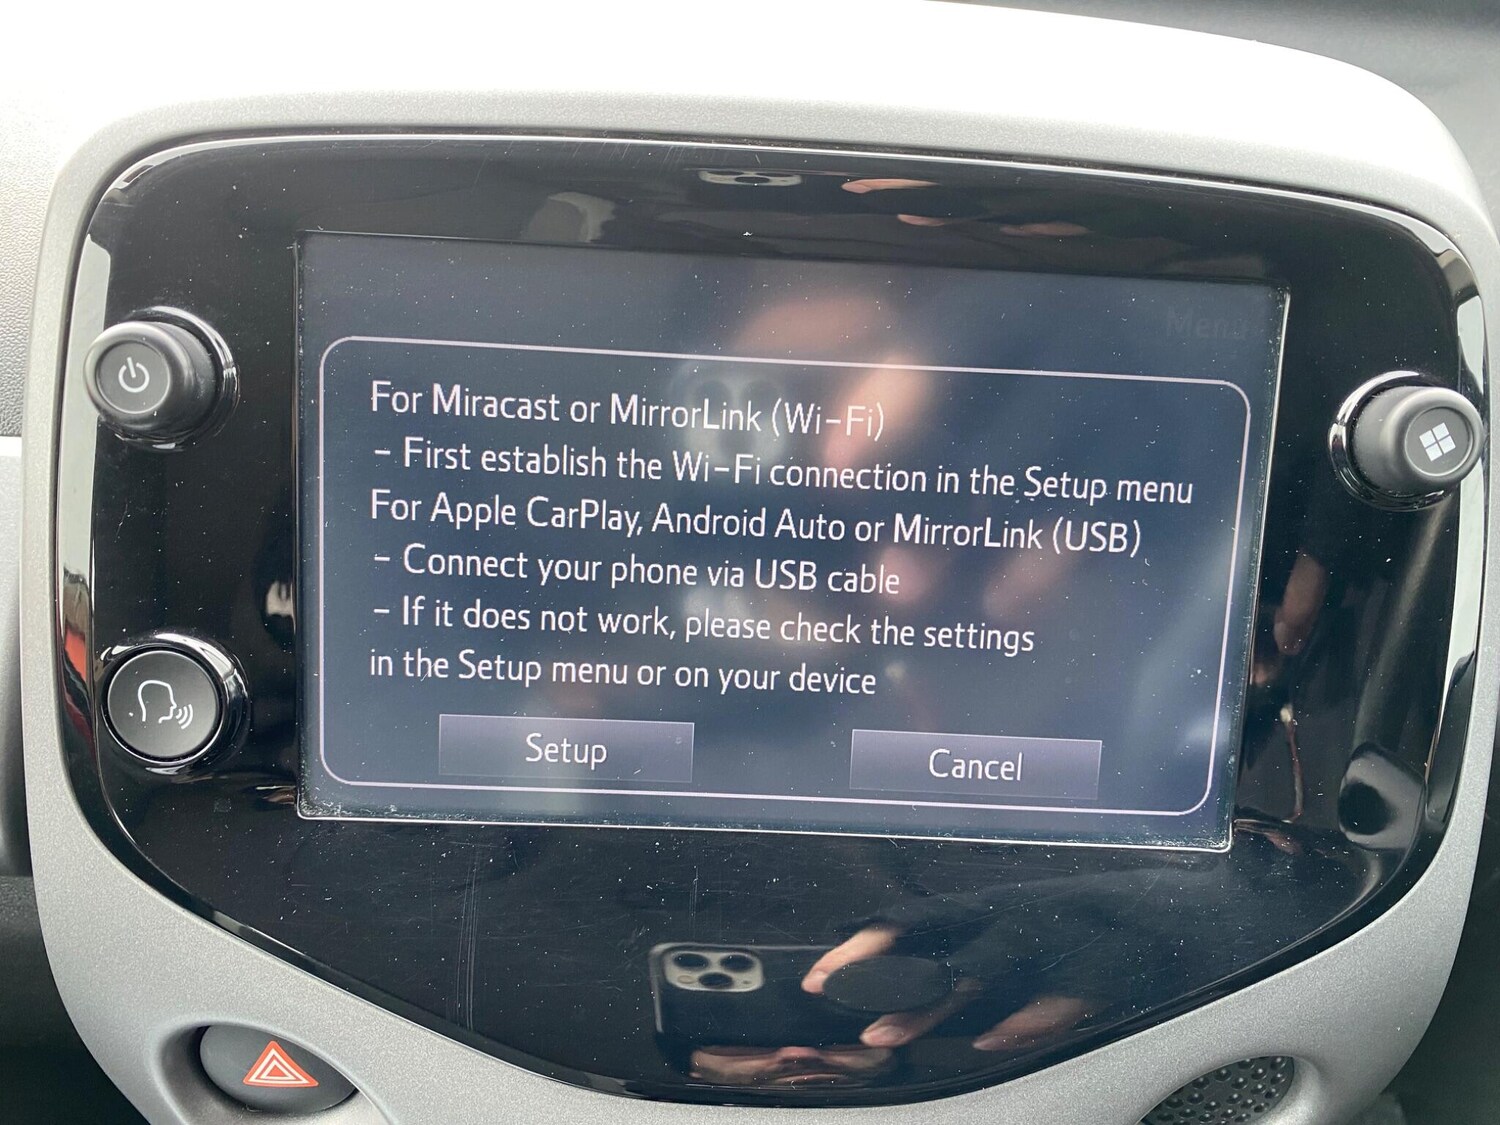 Menu
For Miracast or MirrorLink (Wi-Fi)
- First establish the Wi-Fi connection in the Setup menu
For Apple CarPlay, Android Auto or MirrorLink (USB)
- Connect your phone via USB cable
- If it does not work, please check the settings
in the Setup menu or on your device
Setup
Cancel